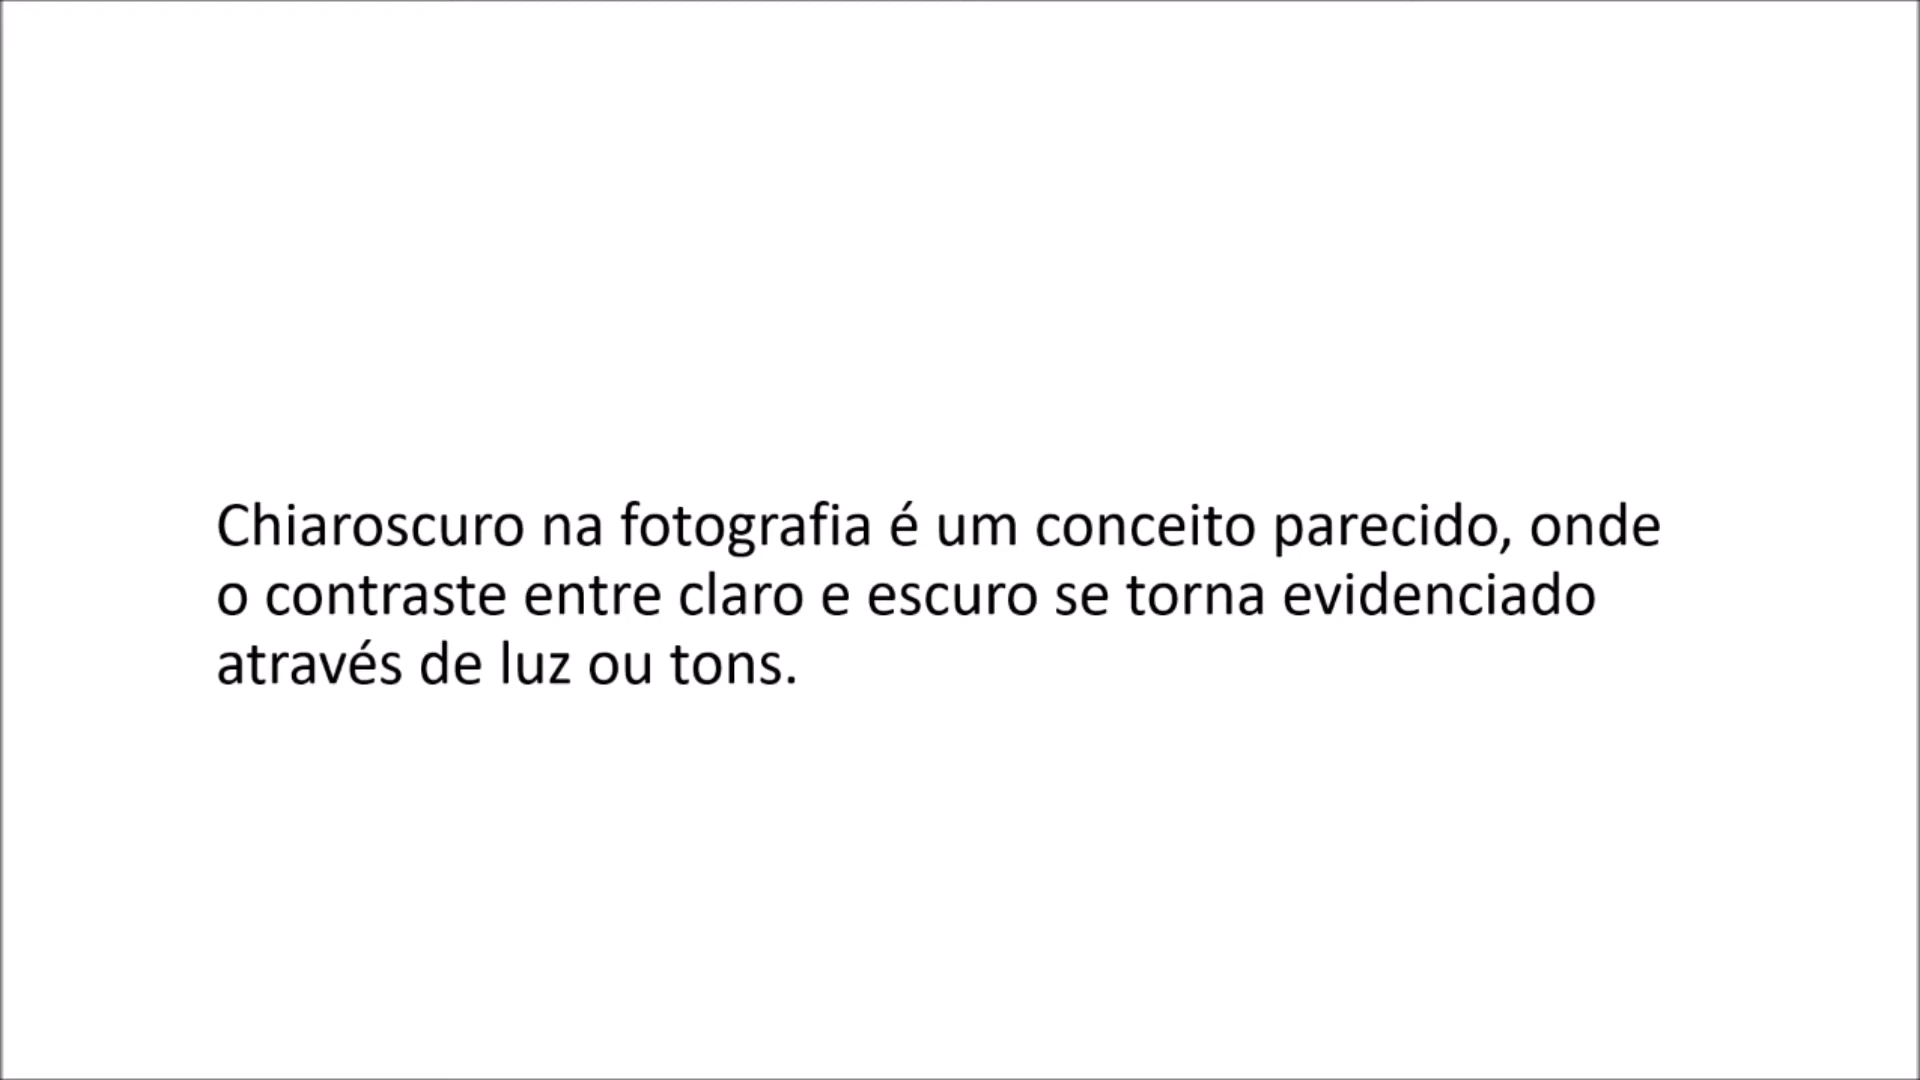 Chiaroscuro na fotografia é um conceito parecido, onde
o contraste entre claro e escuro se torna evidenciado
através de luz ou tons.